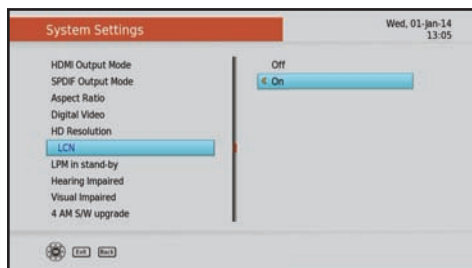 System Settings
Wed, 01-Jan-14
13:05
HDMI Output Mode
SPDIF Output Mode
Aspect Ratio
Digital Video
HD Resolution
LCN
LPM in stand-by
Hearing Impaired
Visual Impaired
4 AM S/W upgrade
Off
On
Exit Back